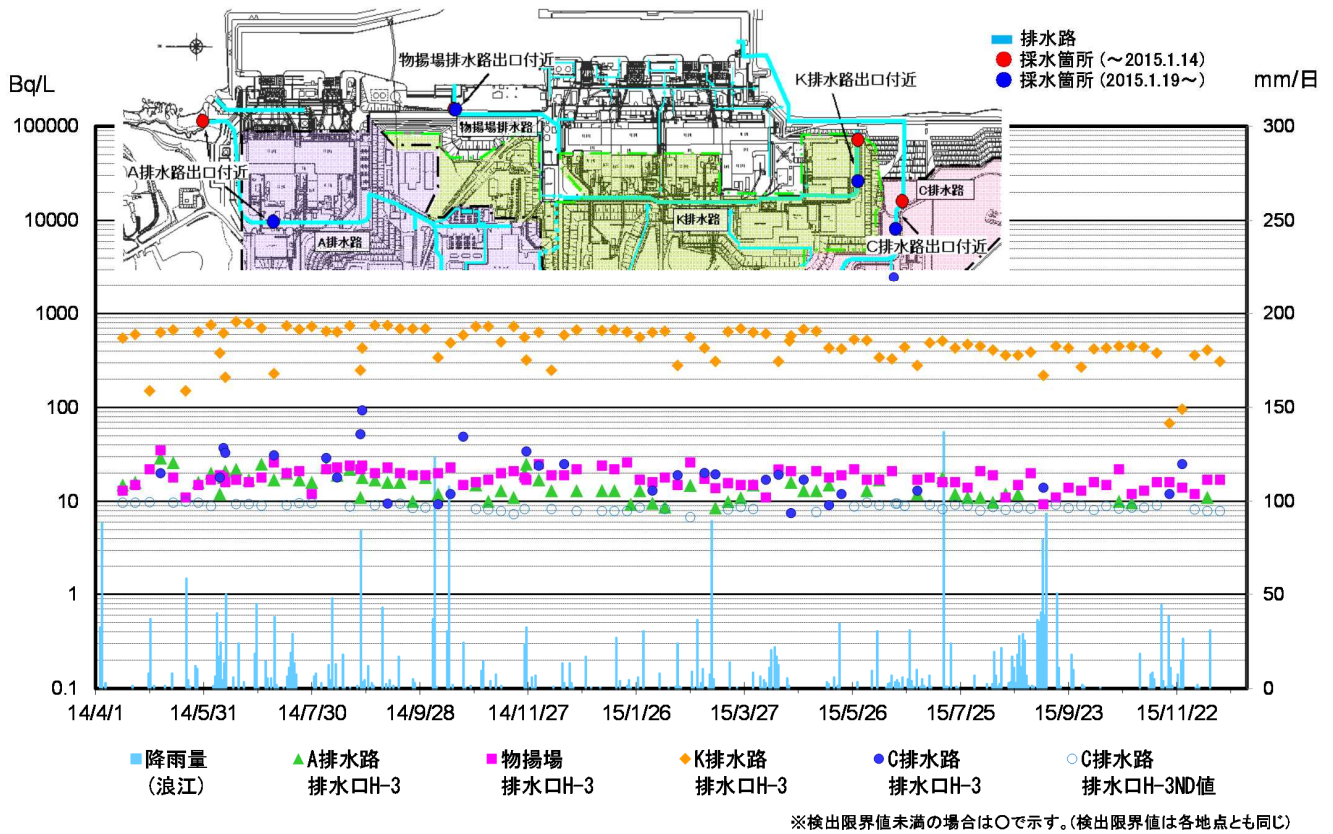 排水路
採水箇所 (～2015.1.14)
採水箇所 (2015.1.19～)
Bq/L
mm/日
物揚場排水路出口付近
K排水路出口付近
物揚場排水路
A排水路出口付近
C排水路
K排水路
A排水路
C排水路出口付近
100000
10000
1000
100
10
1
0.1
300
250
200
150
100
50
0
14/4/1 14/5/31 14/7/30 14/9/28 14/11/27 15/1/26 15/3/27 15/5/26 15/7/25 15/9/23 15/11/22
降雨量 A排水路 物揚場 K排水路 C排水路 C排水路
(浪江) 排水口H-3 排水口H-3 排水口H-3 排水口H-3 排水口H-3ND値
※検出限界値未満の場合は○で示す。(検出限界値は各地点とも同じ)